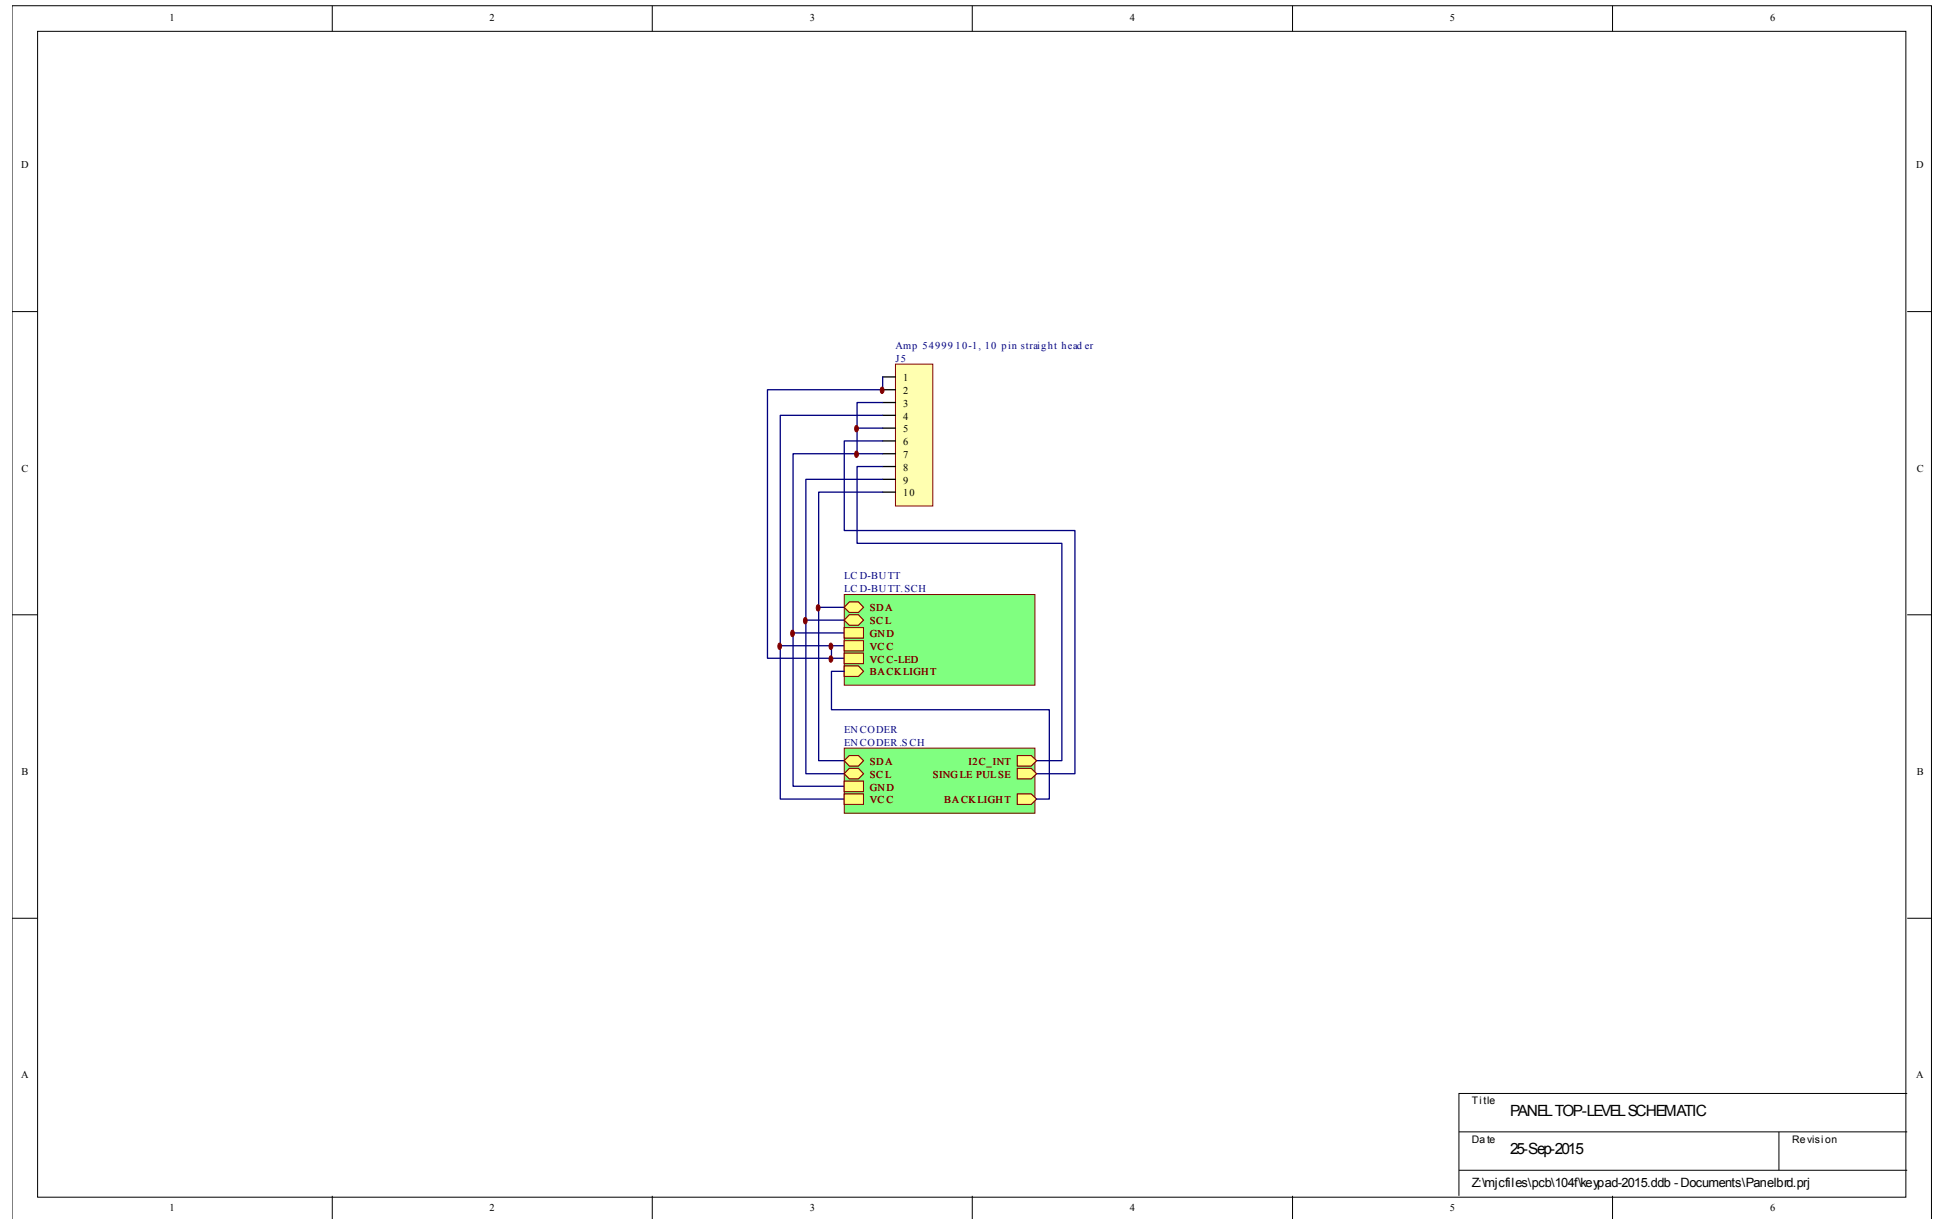 1 2 3 4 5 6
D D
Amp 5499910-1, 10 pin straight header
J5
1
2
3
4
5
6
7
8
9
10
C C
LCD-BUTT
LCD-BUTT.SCH
SDA
SCL
GND
VCC
VCC-LED
BACKLIGHT
ENCODER
ENCODER.SCH
SDA I2C_INT
SCL SINGLE PULSE
GND
VCC BACKLIGHT
B B
A A
Title PANEL TOP-LEVEL SCHEMATIC
Date 25-Sep-2015 Revision
Z:\mjcfiles\pcb\104f\keypad-2015.ddb - Documents\Panelbrd.prj
1 2 3 4 5 6